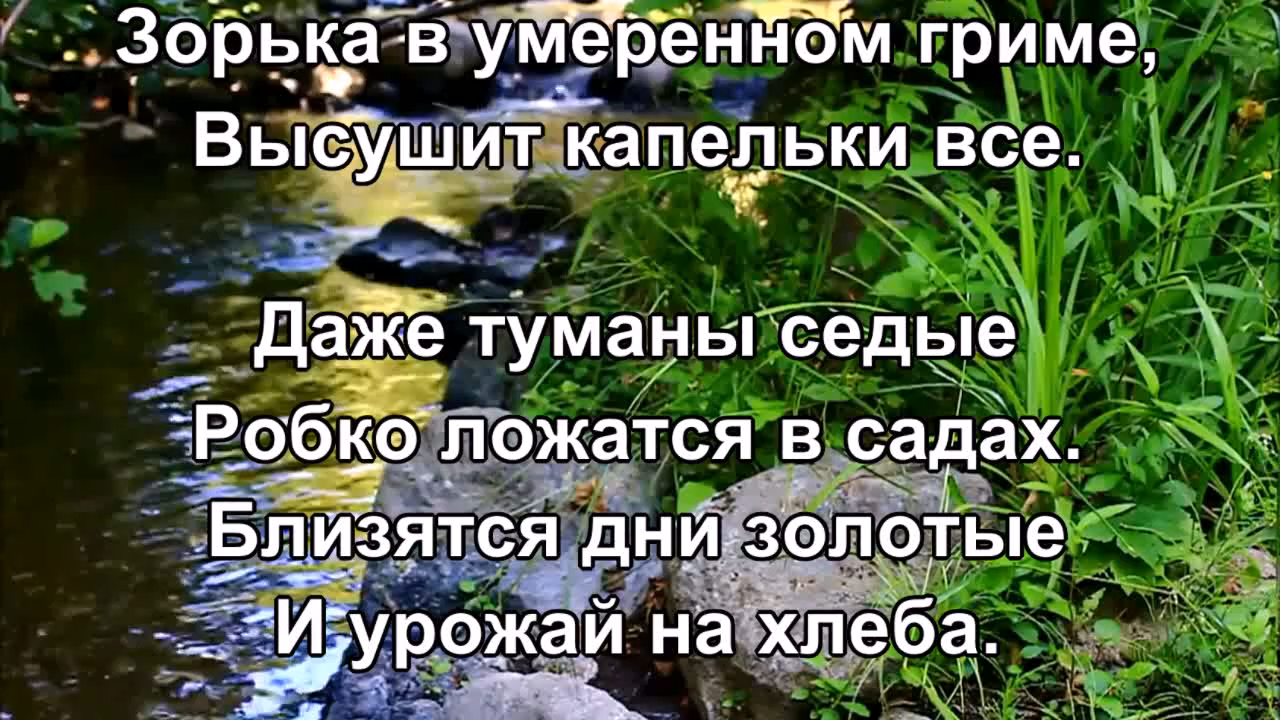 Зорька в умеренном гриме,
Высушит капельки все.
Даже туманы седые
Робко ложатся в садах.
Близятся дни золотые
И урожай на хлеба.